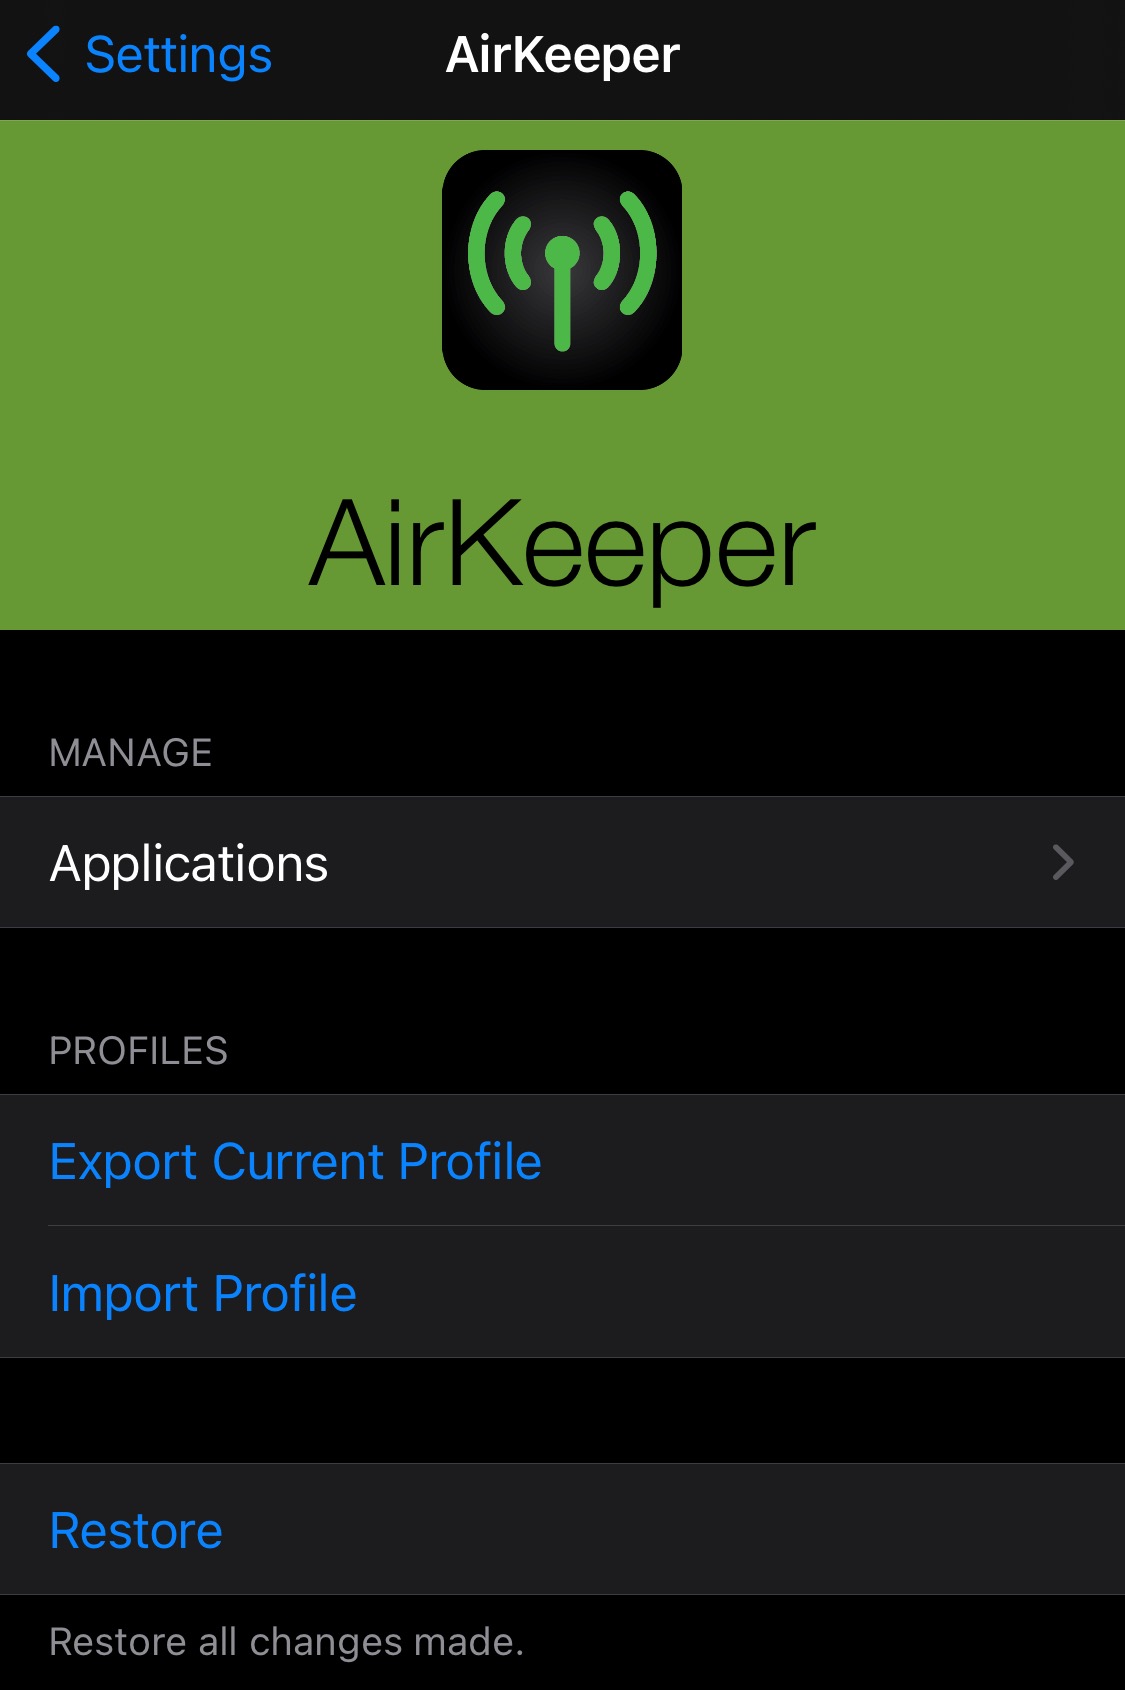 Settings
AirKeeper
AirKeeper
MANAGE
Applications
PROFILES
Export Current Profile
Import Profile
Restore
Restore all changes made.